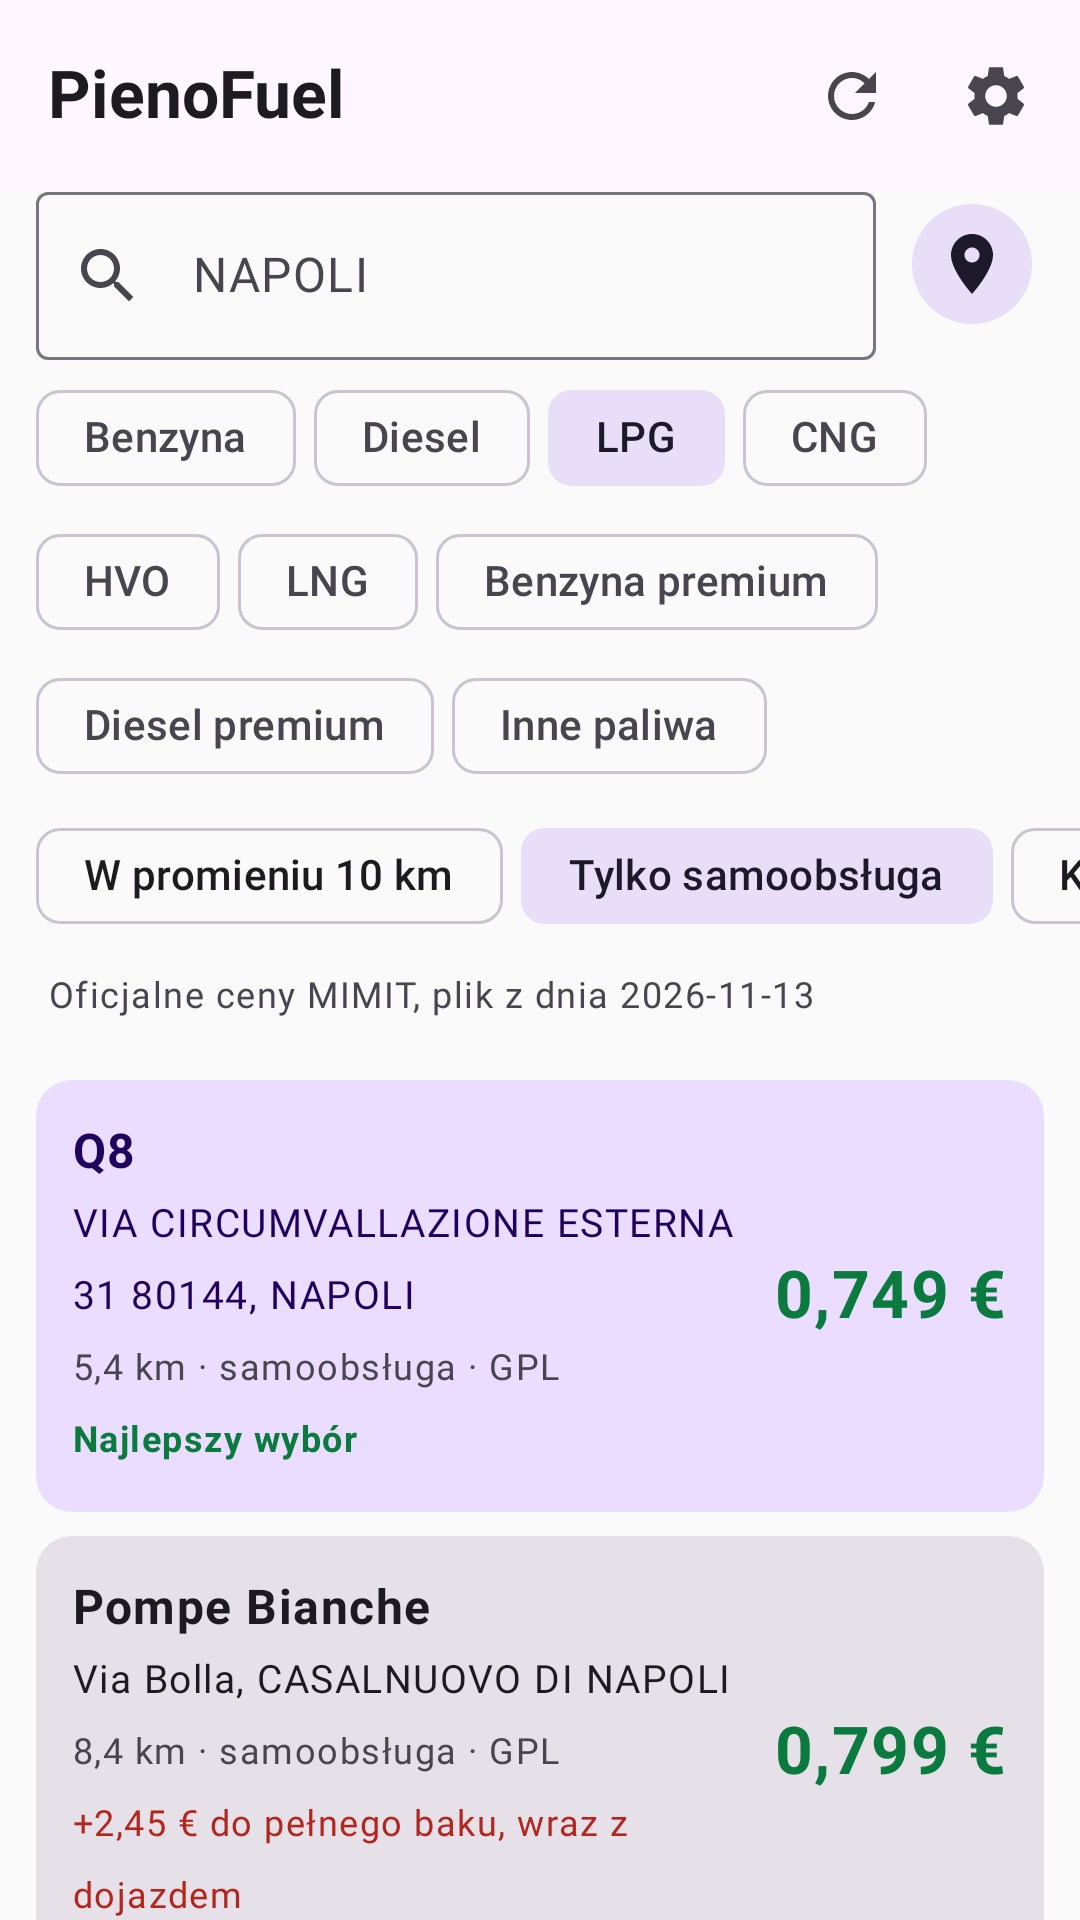 PienoFuel
NAPOLI
Benzyna Diesel LPG CNG
HVO LNG Benzyna premium
Diesel premium Inne paliwa
W promieniu 10 km Tylko samoobsługa
Oficjalne ceny MIMIT, plik z dnia 2026-11-13
Q8
VIA CIRCUMVALLAZIONE ESTERNA
31 80144, NAPOLI
0,749 €
5,4 km · samoobsługa · GPL
Najlepszy wybór
Pompe Bianche
Via Bolla, CASALNUOVO DI NAPOLI
8,4 km · samoobsługa · GPL
0,799 €
+2,45 € do pełnego baku, wraz z
dojazdem